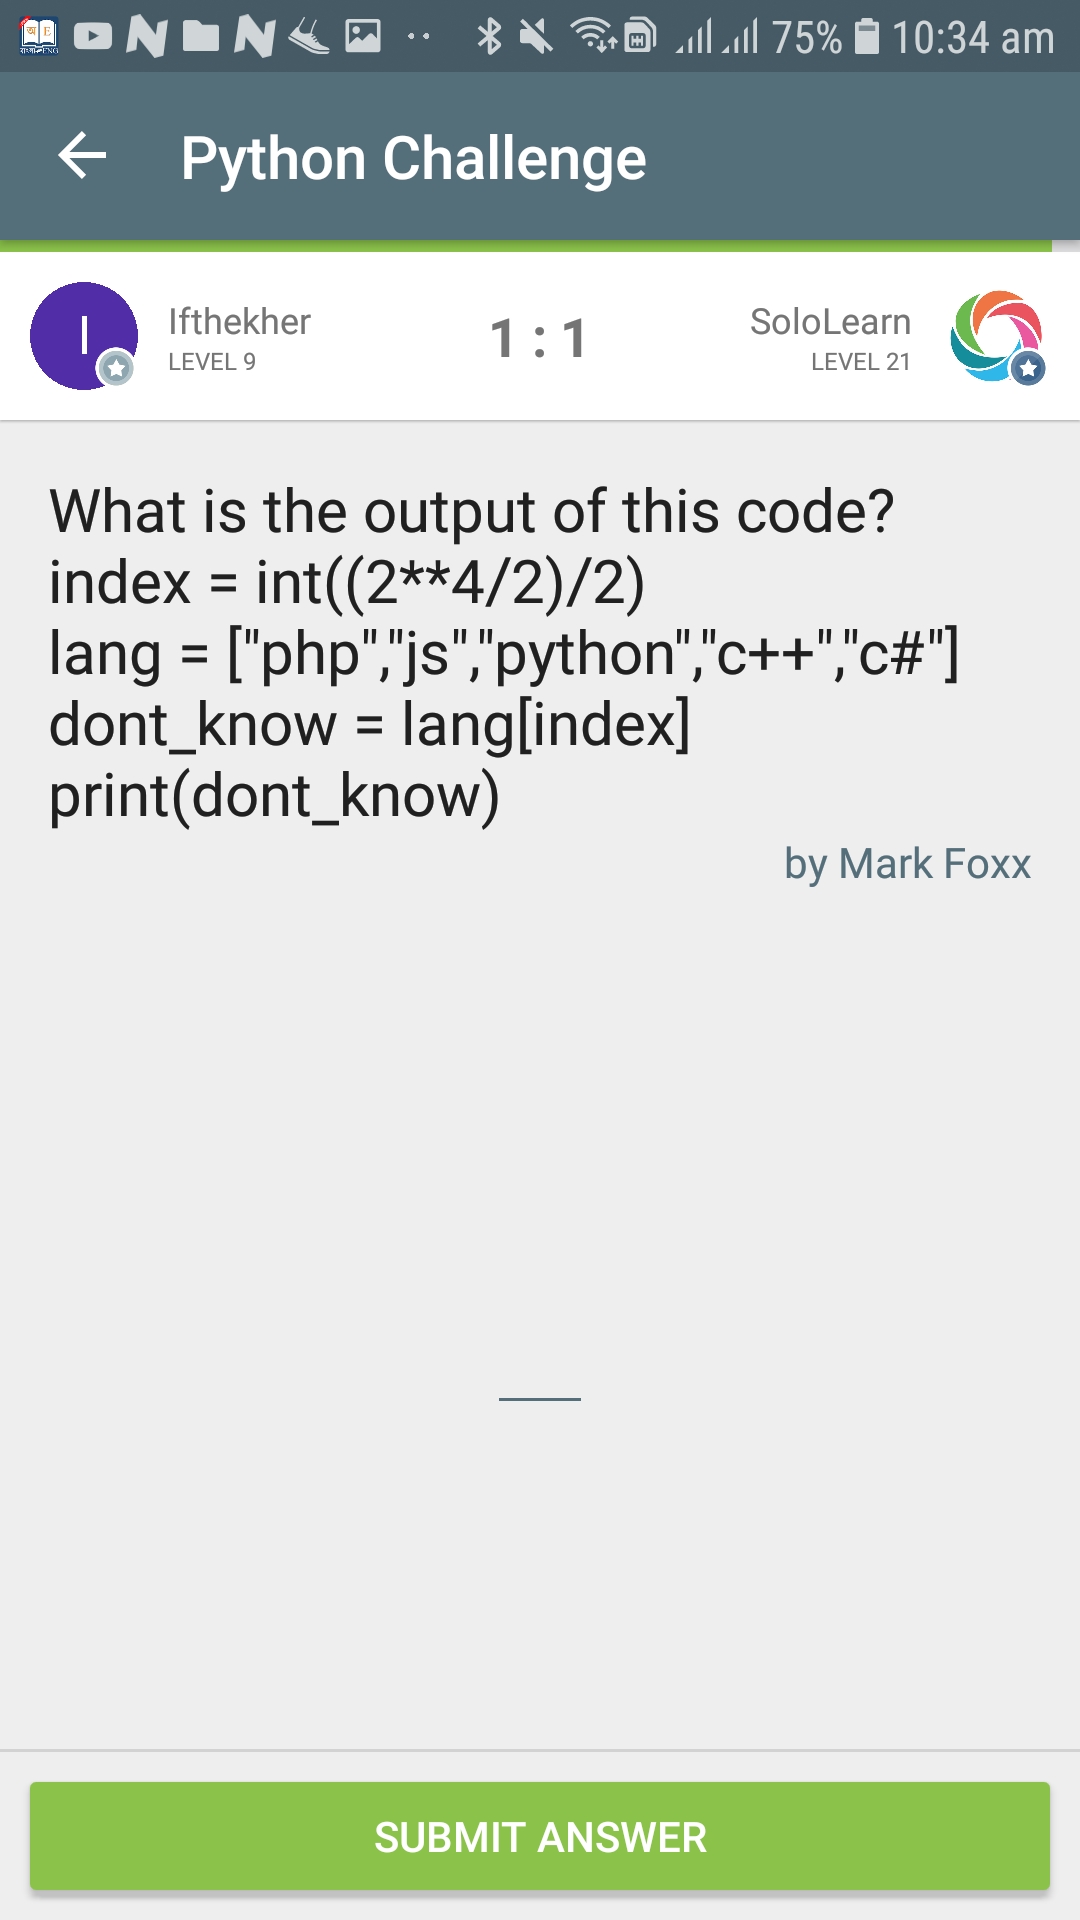 75% 10:34 am
Python Challenge
I
Ifthekher
LEVEL 9
1 : 1
SoloLearn
LEVEL 21
What is the output of this code?
index = int((2**4/2)/2)
lang = ["php","js","python","c++","c#"]
dont_know = lang[index]
print(dont_know)
by Mark Foxx
SUBMIT ANSWER